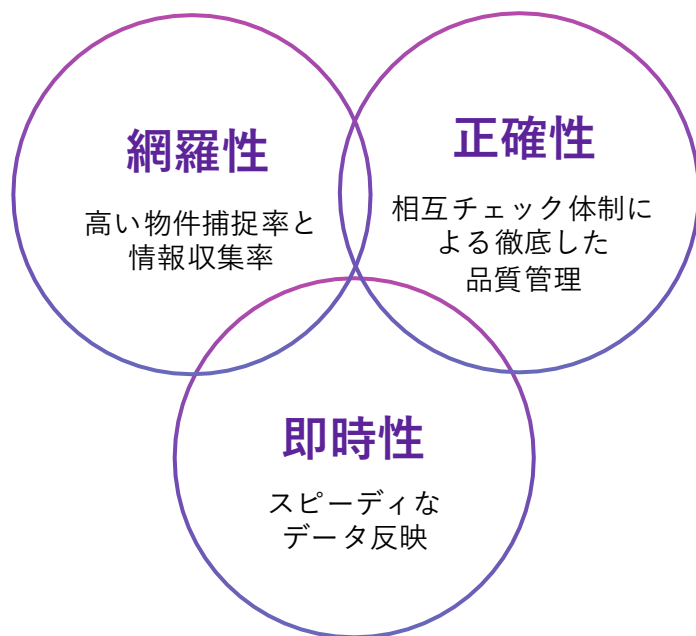 網羅性
高い物件捕捉率と
情報収集率
正確性
相互チェック体制に
よる徹底した
品質管理
即時性
スピーディな
データ反映